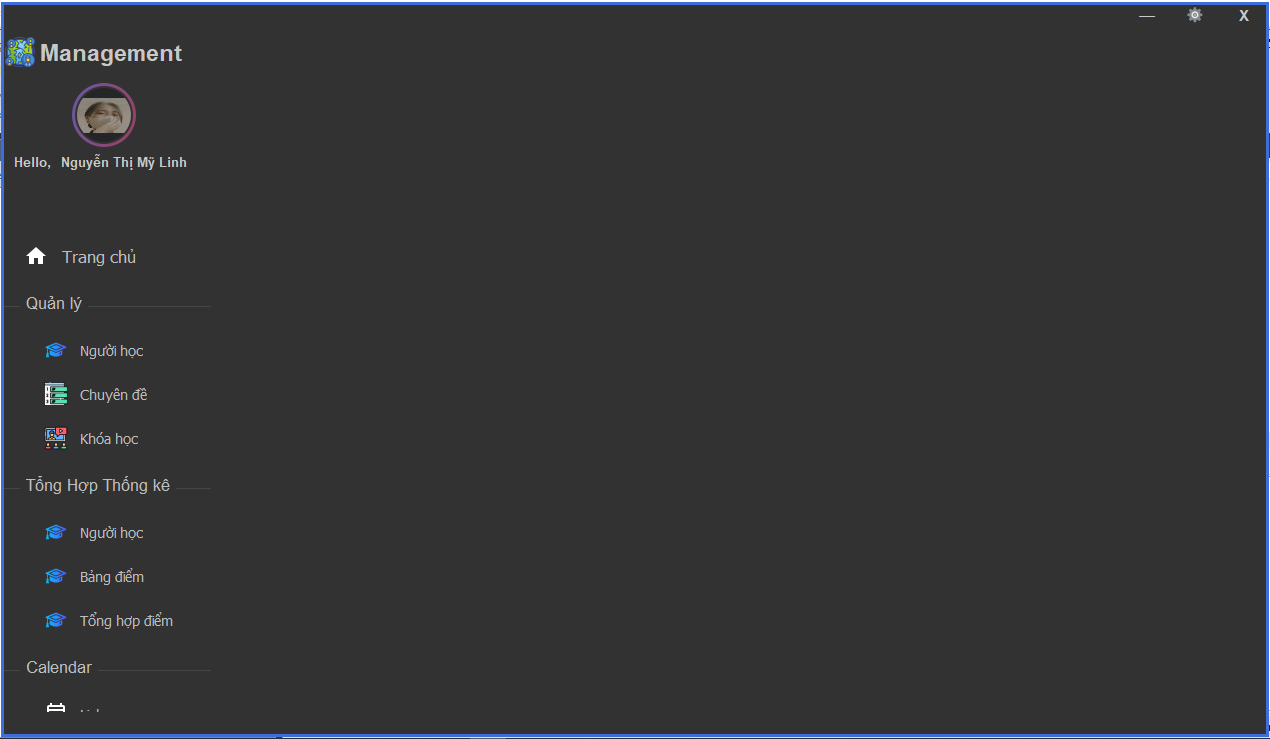 — X
Management
Hello, Nguyễn Thị Mỹ Linh
Trang chủ
Quản lý
Người học
Chuyên đề
Khóa học
Tổng Hợp Thống kê
Người học
Bảng điểm
Tổng hợp điểm
Calendar